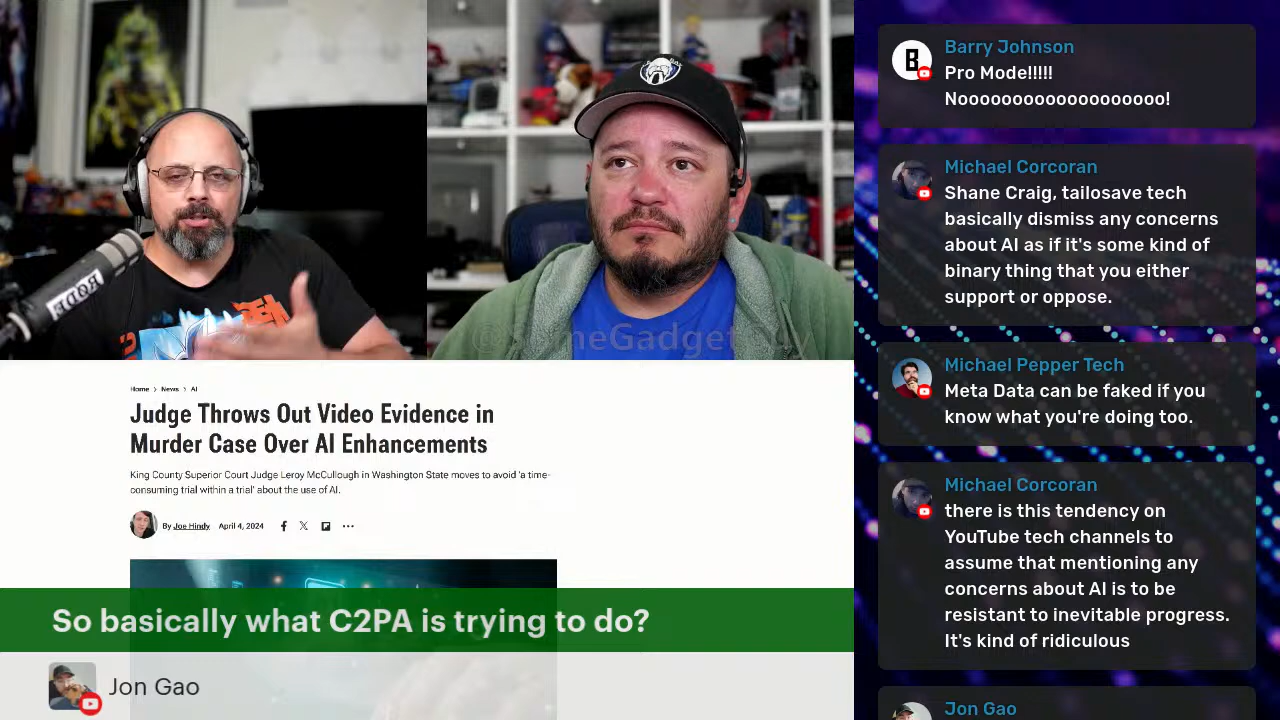 RODE
@SomeGadgetGuy
Home > News > AI
Judge Throws Out Video Evidence in
Murder Case Over AI Enhancements
King County Superior Court Judge Leroy McCullough in Washington State moves to avoid 'a time-
consuming trial within a trial' about the use of AI.
By Joe Hindy April 4, 2024
So basically what C2PA is trying to do?
Jon Gao
Barry Johnson
Pro Model!!!!!
Noooooooooooooooooooo!
Michael Corcoran
Shane Craig, tailosave tech
basically dismiss any concerns
about AI as if it's some kind of
binary thing that you either
support or oppose.
Michael Pepper Tech
Meta Data can be faked if you
know what you're doing too.
Michael Corcoran
there is this tendency on
YouTube tech channels to
assume that mentioning any
concerns about AI is to be
resistant to inevitable progress.
It's kind of ridiculous
Jon Gao